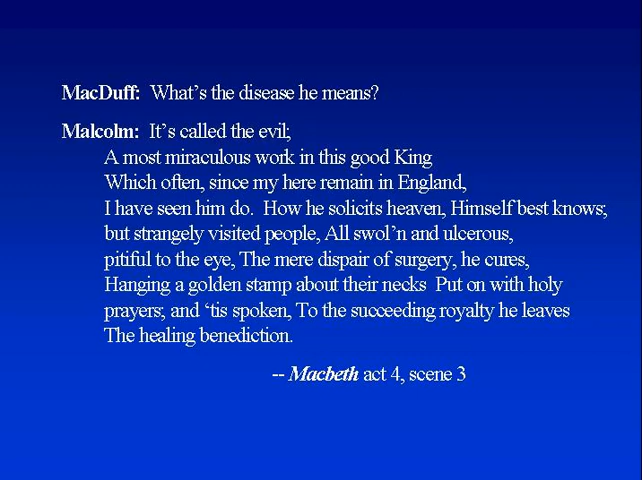 MacDuff:  What’s the disease he means?
Malcolm:  It’s called the evil;
A most miraculous work in this good King
Which often, since my here remain in England,
I have seen him do.  How he solicits heaven, Himself best knows;
but strangely visited people, All swol’n and ulcerous,
pitiful to the eye, The mere dispair of surgery, he cures,
Hanging a golden stamp about their necks  Put on with holy
prayers; and ‘tis spoken, To the succeeding royalty he leaves
The healing benediction.
-- Macbeth act 4, scene 3